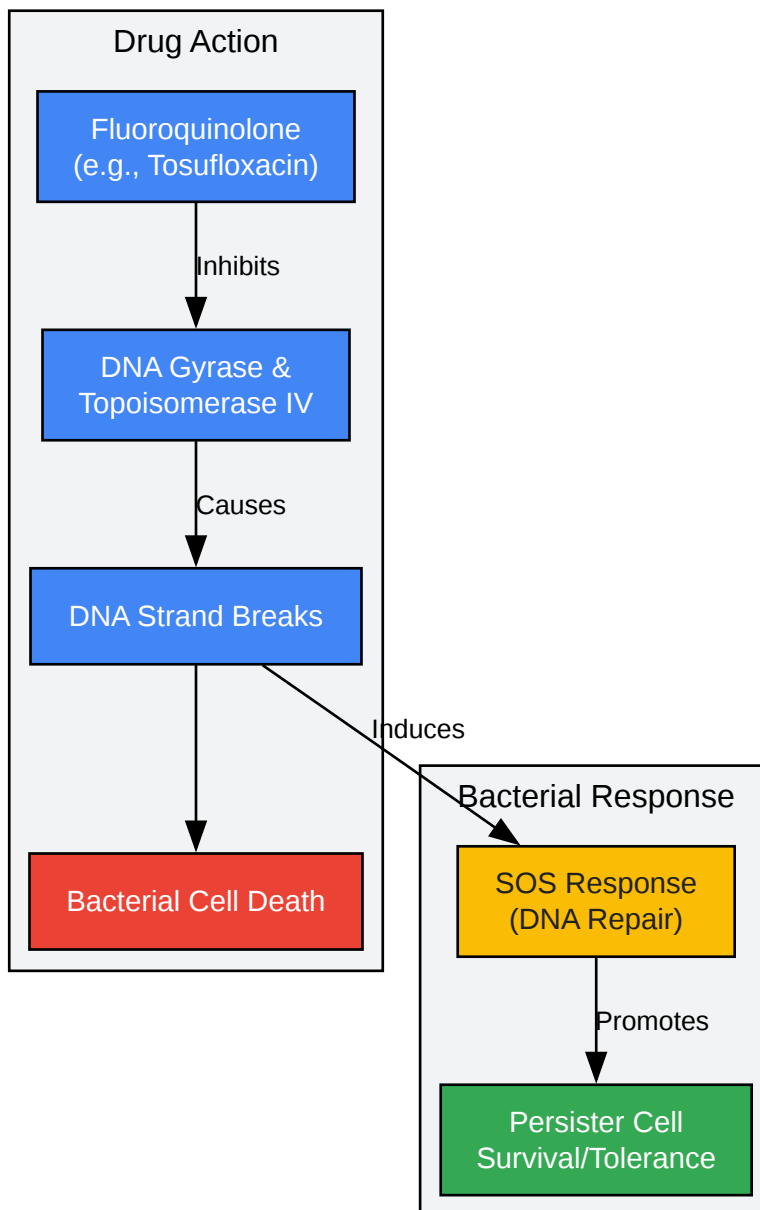 Drug Action
Fluoroquinolone
(e.g., Tosufloxacin)
Inhibits
DNA Gyrase &
Topoisomerase IV
Causes
DNA Strand Breaks
Induces
Bacterial Cell Death
Bacterial Response
SOS Response
(DNA Repair)
Promotes
Persister Cell
Survival/Tolerance